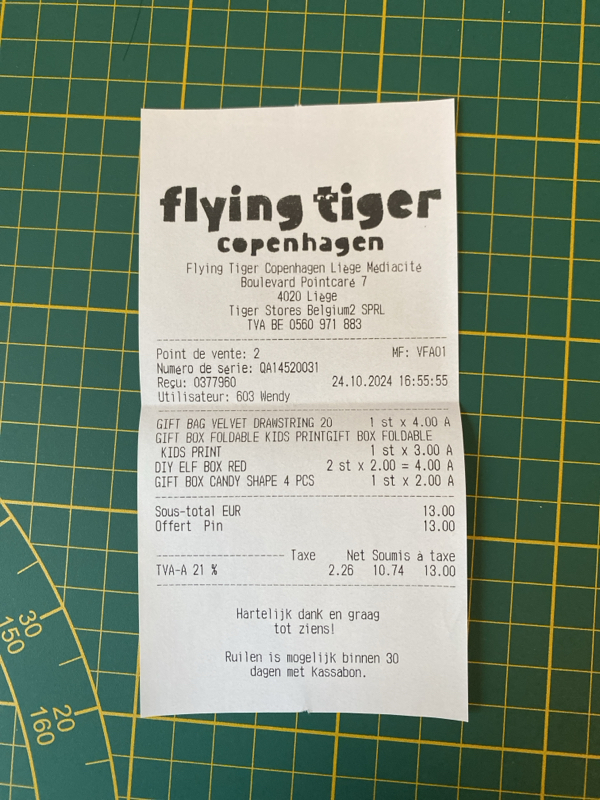 flying tiger
copenhagen
Flying Tiger Copenhagen Liège Médiacité
Boulevard Pointcaré 7
4020 Liège
Tiger Stores Belgium2 SPRL
TVA BE 0560 971 883
Point de vente: 2 MF: VFA01
Numéro de série: QA14520031
Reçu: 0377960 24.10.2024 16:55:55
Utilisateur: 603 Wendy
GIFT BAG VELVET DRAWSTRING 20 1 st x 4.00 A
GIFT BOX FOLDABLE KIDS PRINTGIFT BOX FOLDABLE
KIDS PRINT 1 st x 3.00 A
DIY ELF BOX RED 2 st x 2.00 = 4.00 A
GIFT BOX CANDY SHAPE 4 PCS 1 st x 2.00 A
Sous-total EUR 13.00
Offert Pin 13.00
Taxe Net Soumis à taxe
TVA-A 21 % 2.26 10.74 13.00
Hartelijk dank en graag
tot ziens!
Ruilen is mogelijk binnen 30
dagen met Kassabon.
30
150
20
160